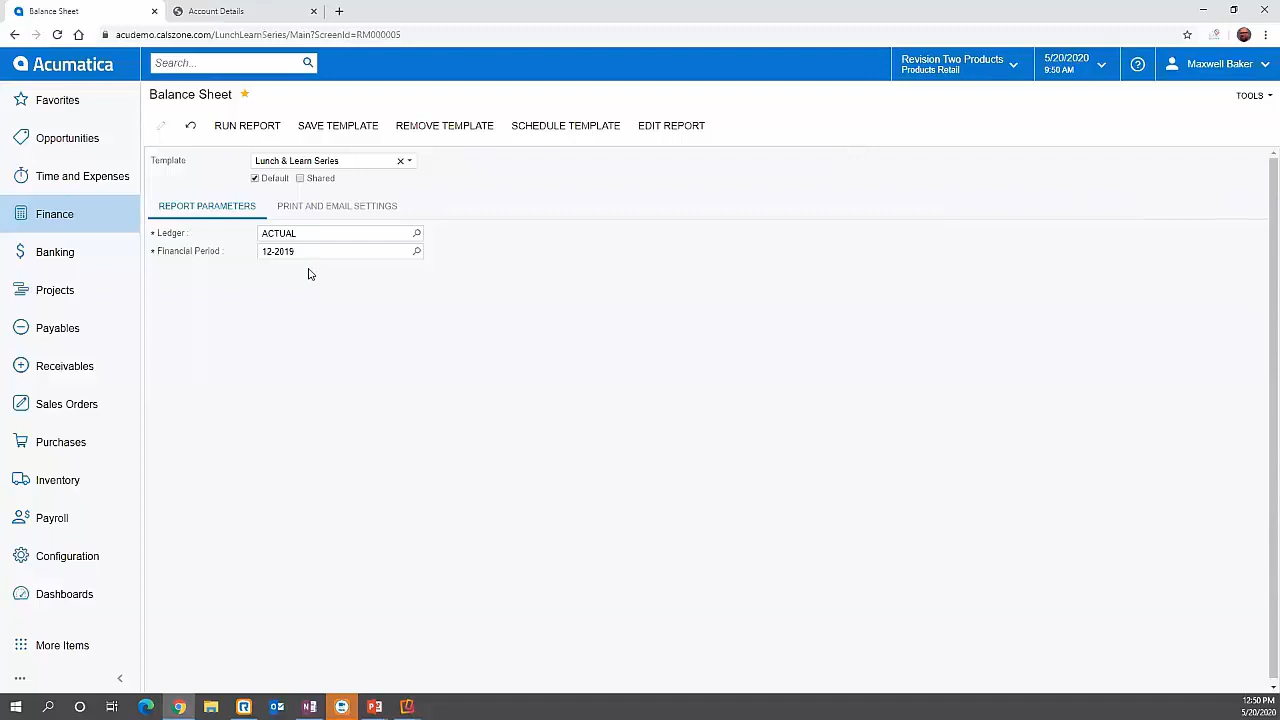 Balance Sheet
Account Details
acudemo.calszone.com/LunchLearnSeries/Main?ScreenId=RM000005
Acumatica
Search...
Revision Two Products
Products Retail
5/20/2020
9:50 AM
Maxwell Baker
Favorites
Opportunities
Time and Expenses
Finance
Banking
Projects
Payables
Receivables
Sales Orders
Purchases
Inventory
Payroll
Configuration
Dashboards
More Items
Balance Sheet
TOOLS
RUN REPORT SAVE TEMPLATE REMOVE TEMPLATE SCHEDULE TEMPLATE EDIT REPORT
Template Lunch & Learn Series
Default Shared
REPORT PARAMETERS PRINT AND EMAIL SETTINGS
* Ledger : ACTUAL
* Financial Period : 12-2019
12:50 PM
5/20/2020